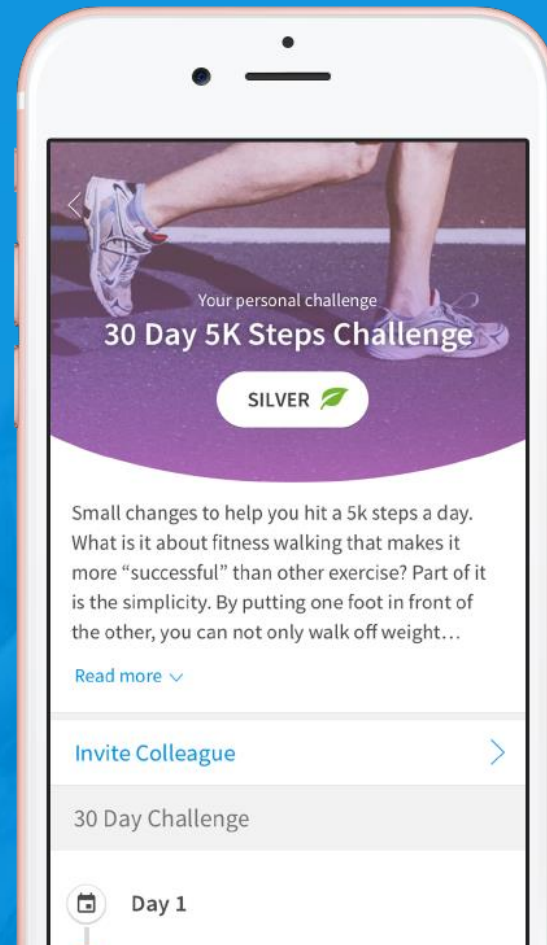 Your personal challenge
30 Day 5K Steps Challenge
SILVER
Small changes to help you hit a 5k steps a day.
What is it about fitness walking that makes it
more “successful” than other exercise? Part of it
is the simplicity. By putting one foot in front of
the other, you can not only walk off weight…
Read more
Invite Colleague
30 Day Challenge
Day 1